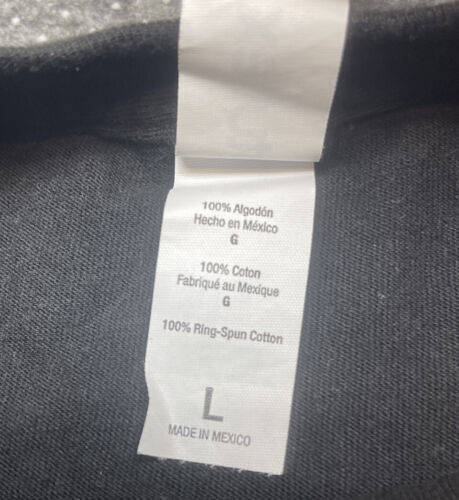 100% Algodón
Hecho en México
G
100% Coton
Fabriqué au Mexique
G
100% Ring-Spun Cotton
L
MADE IN MEXICO